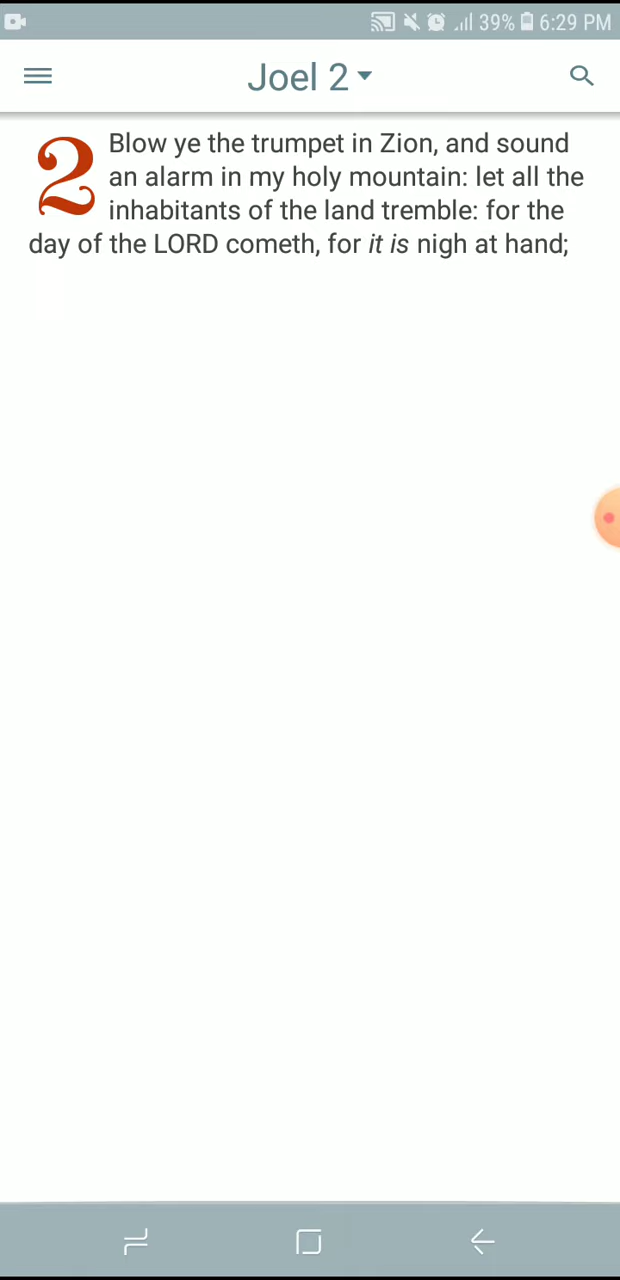 39% 6:29 PM
Joel 2
2 Blow ye the trumpet in Zion, and sound
an alarm in my holy mountain: let all the
inhabitants of the land tremble: for the
day of the LORD cometh, for it is nigh at hand;